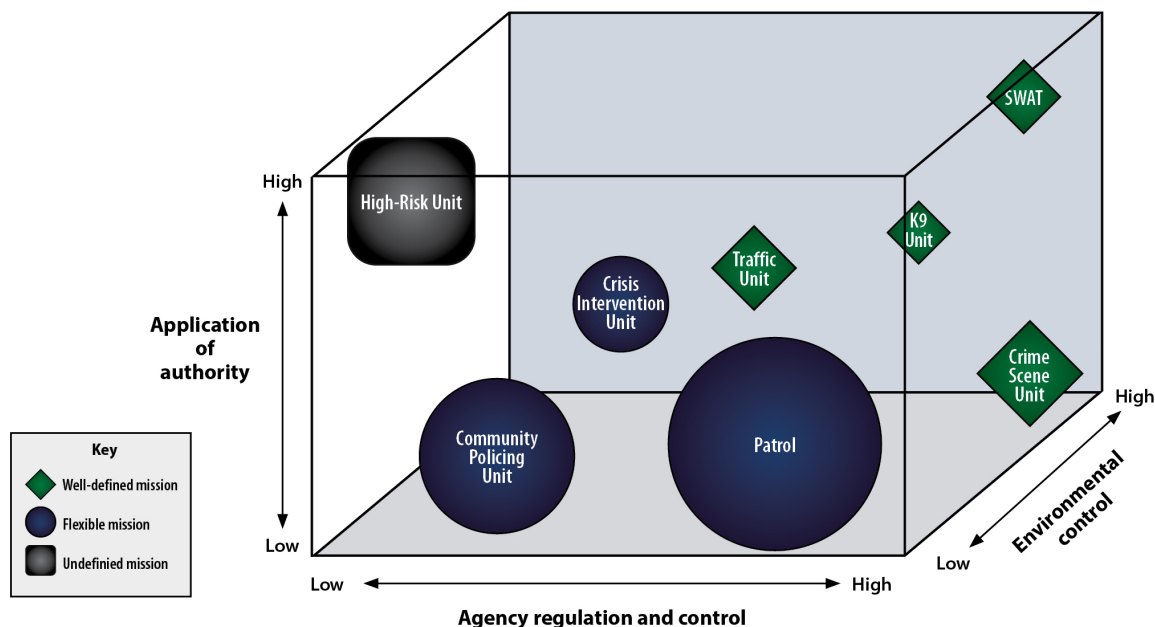 SWAT
High
High-Risk Unit
K9
Unit
Traffic
Unit
Crisis
Intervention
Unit
Application
of
authority
Crime
Scene
Unit
High
Community
Policing
Unit
Patrol
Key
Well-defined mission
Flexible mission
Undefinied mission
Environmental
control
Low
Low
Low
High
Agency regulation and control